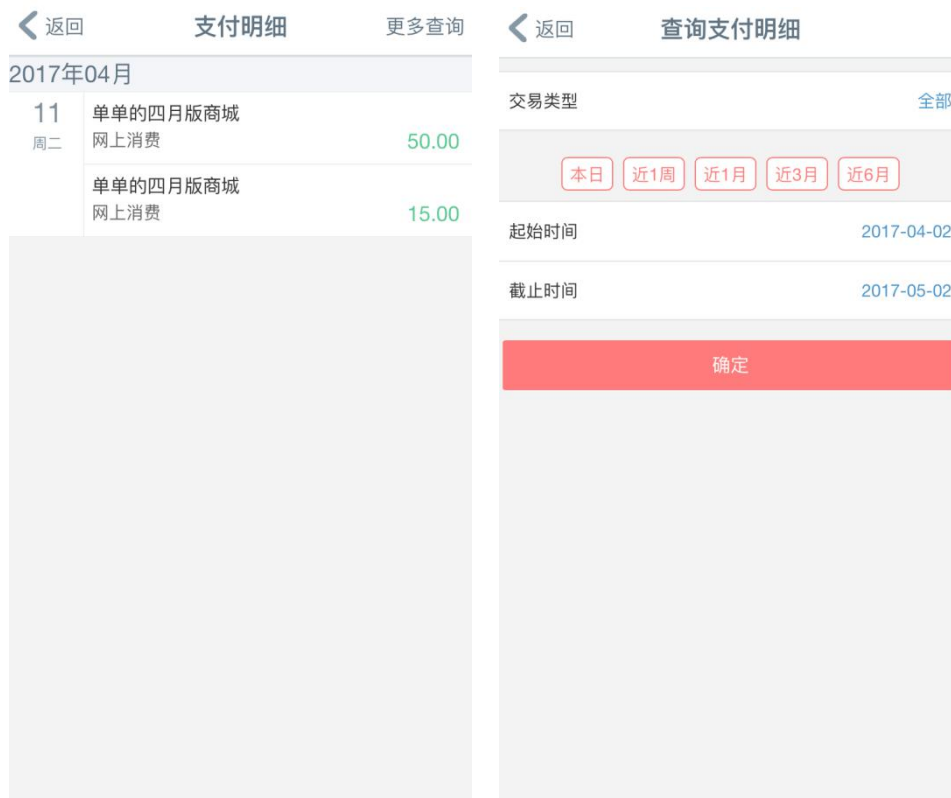 返回 支付明细 更多查询
2017年04月
11 单单的四月版商城
周二 网上消费 50.00
单单的四月版商城
网上消费 15.00
返回 查询支付明细
交易类型 全部
本日 近1周 近1月 近3月 近6月
起始时间 2017-04-02
截止时间 2017-05-02
确定